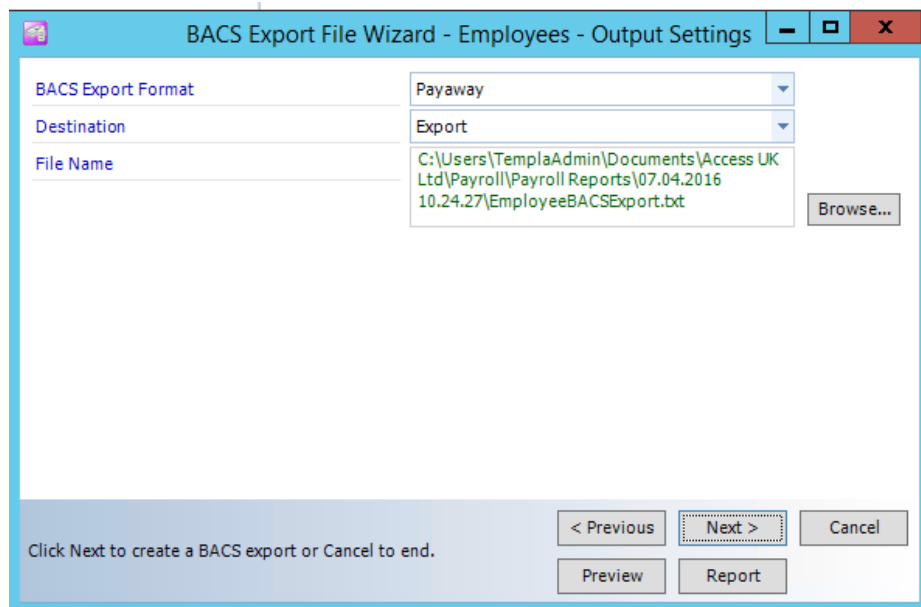 BACS Export File Wizard - Employees - Output Settings
BACS Export Format
Payaway
Destination
Export
File Name
C:\Users\TemplaAdmin\Documents\Access UK
Ltd\Payroll\Payroll Reports\07.04.2016
10.24.27\EmployeeBACSExport.txt
Browse...
Click Next to create a BACS export or Cancel to end.
< Previous
Next >
Cancel
Preview
Report